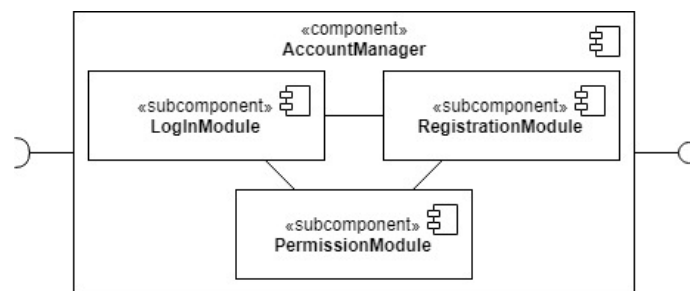 «component»
AccountManager
«subcomponent»
LogInModule
«subcomponent»
RegistrationModule
«subcomponent»
PermissionModule